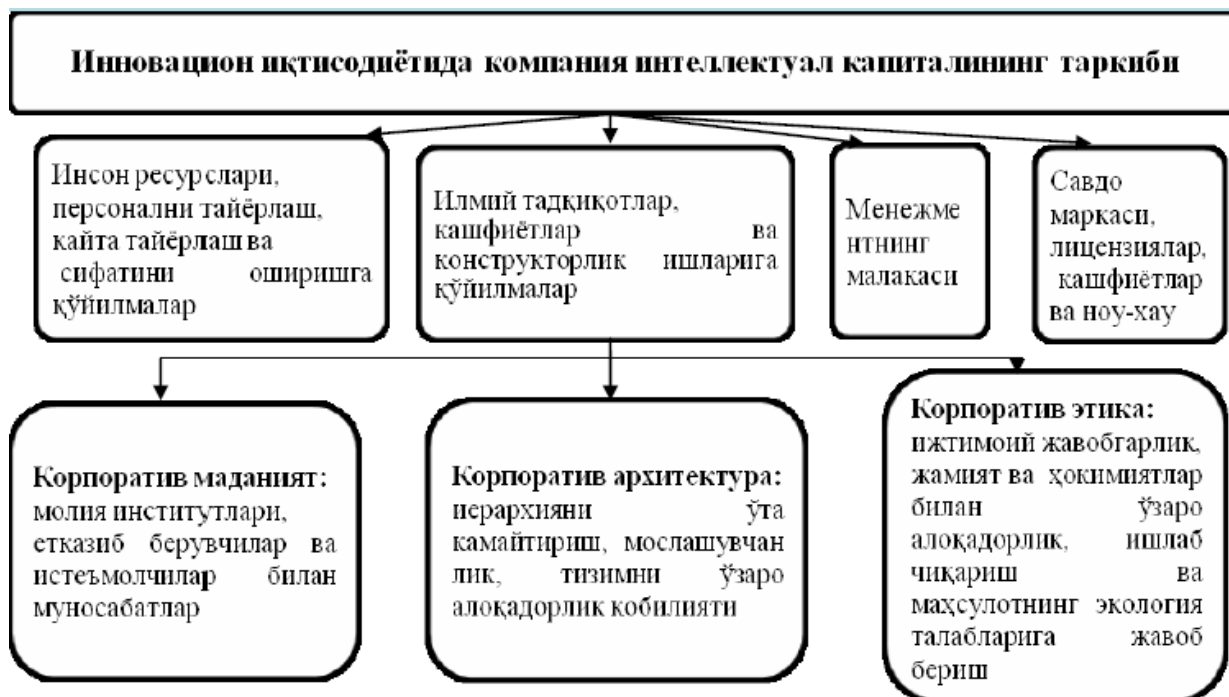 Инновацион иқтисодиётида компания интеллектуал капиталининг таркиби
Инсон ресурслари,
персонални тайёрлаш,
кайта тайёрлаш ва
сифатини оширишга
қўйилмалар
Илмий тадқиқотлар,
кашфиётлар ва
конструкторлик ишларига
қўйилмалар
Менежме
нтнинг
малакаси
Савдо
маркаси,
лицензиялар,
кашфиётлар
ва ноу-хау
Корпоратив маданият:
молия институтлари,
етказиб берувчилар ва
истеъмолчилар билан
муносабатлар
Корпоратив архитектура:
иерархияни ўта
камайтириш, мослашувчан
лик, тизимни ўзаро
алоқадорлик кобилияти
Корпоратив этика:
ижтимоий жавобгарлик,
жамият ва ҳокимиятлар
билан ўзаро
алоқадорлик, ишлаб
чиқариш ва
маҳсулотнинг экология
талабларига жавоб
бериш